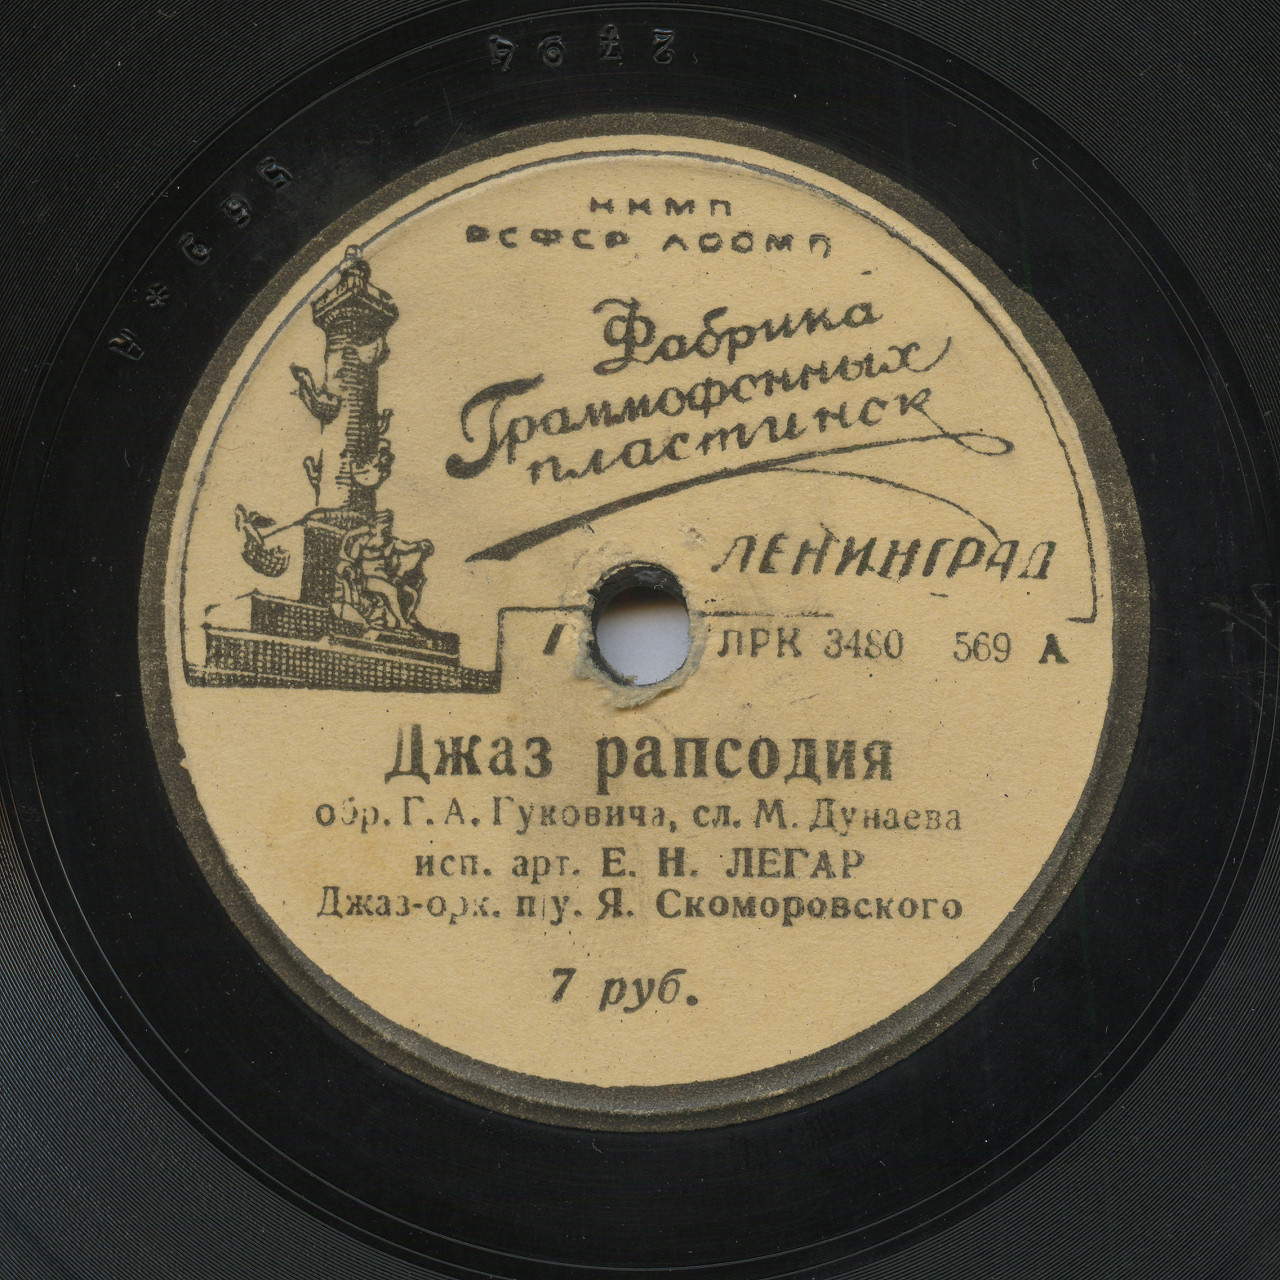 НКМП
РСФСР ЛООМП
Фабрика
Граммофонных
пластинок
ЛЕНИНГРАД
ЛРК 3480 569 А
Джаз рапсодия
обр. Г. А. Гуковича, сл. М. Дунаева
исп. арт. Е. Н. ЛЕГАР
Джаз-орк. п/у. Я. Скоморовского
7 руб.